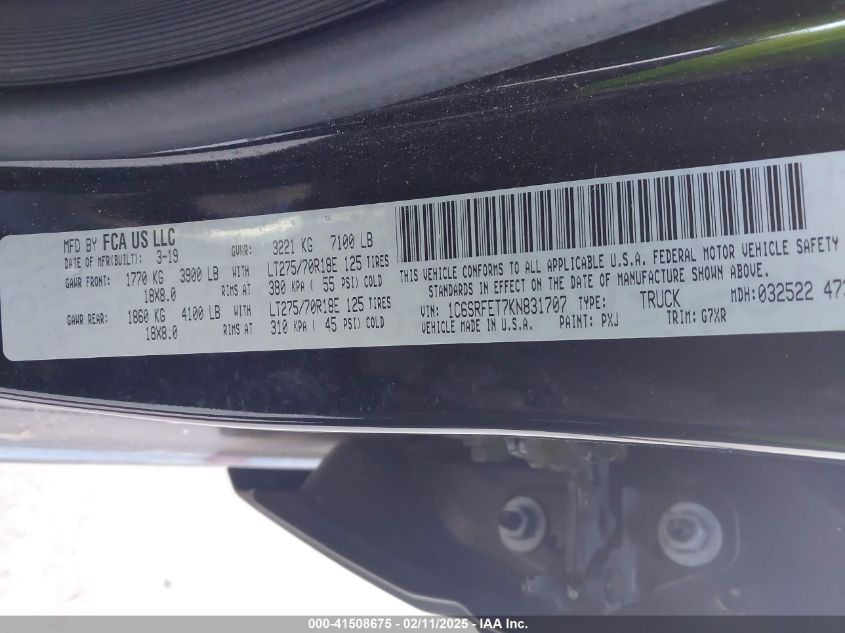 MFD BY FCA US LLC
DATE OF MFR(BUILT): 3-19 GVWR: 3221 KG 7100 LB
GAWR FRONT: 1770 KG 3900 LB WITH LT275/70R18E 125 TIRES
18X8.0 RIMS AT 380 KPA ( 55 PSI) COLD
GAWR REAR: 1860 KG 4100 LB WITH LT275/70R18E 125 TIRES
18X8.0 RIMS AT 310 KPA ( 45 PSI) COLD
THIS VEHICLE CONFORMS TO ALL APPLICABLE U.S.A. FEDERAL MOTOR VEHICLE SAFETY
STANDARDS IN EFFECT ON THE DATE OF MANUFACTURE SHOWN ABOVE.
VIN: 1C6SRFET7KN831707 TYPE: TRUCK MDH:032522 473
VEHICLE MADE IN U.S.A. PAINT: PXJ TRIM: G7XR
000-41508675 - 02/11/2025 - IAA Inc.